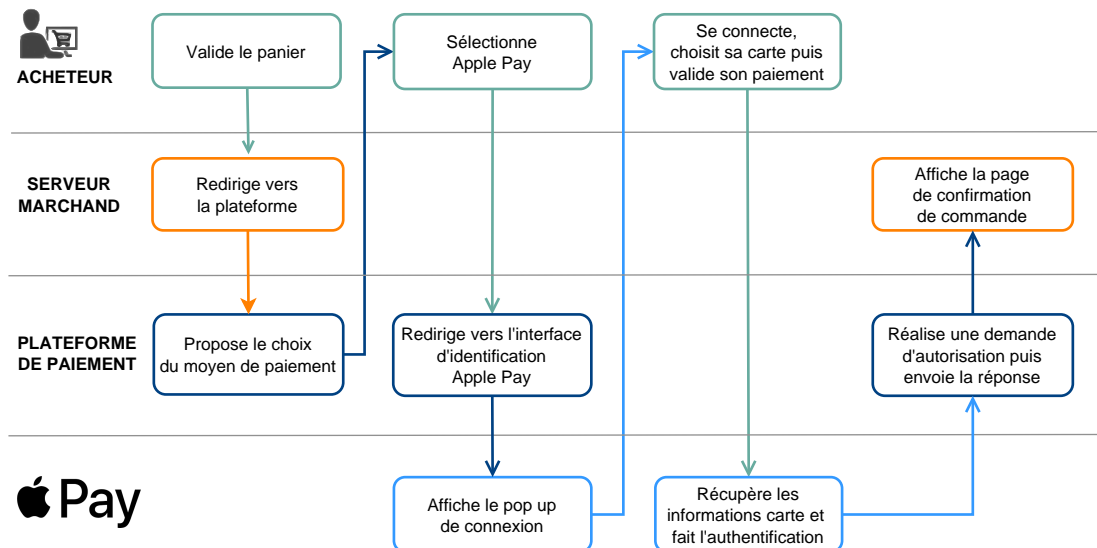 ACHETEUR
Valide le panier
Sélectionne
Apple Pay
Se connecte,
choisit sa carte puis
valide son paiement
SERVEUR
MARCHAND
Redirige vers
la plateforme
Affiche la page
de confirmation
de commande
PLATEFORME
DE PAIEMENT
Propose le choix
du moyen de paiement
Redirige vers l'interface
d'identification
Apple Pay
Réalise une demande
d'autorisation puis
envoie la réponse
Pay
Affiche le pop up
de connexion
Récupère les
informations carte et
fait l'authentification